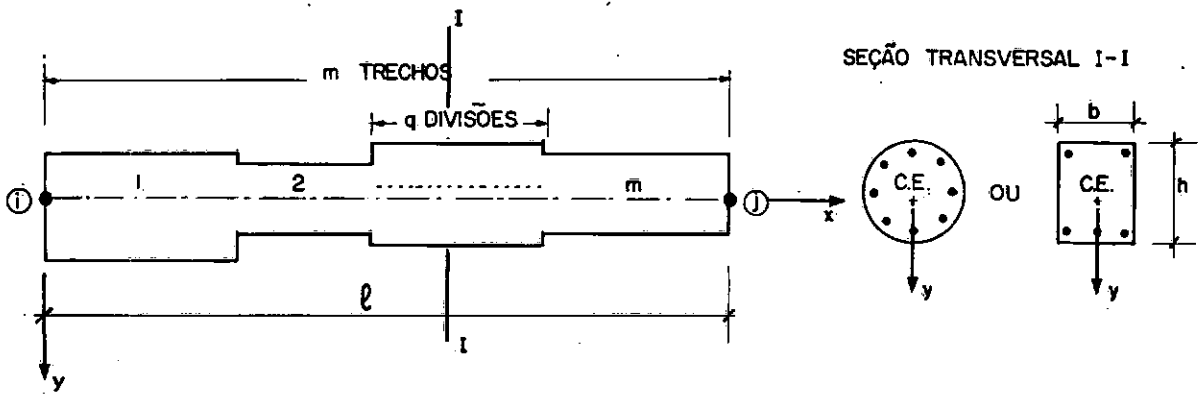 I
SEÇÃO TRANSVERSAL I-I
m TRECHOS
q DIVISÕES
b
1
2
m
i
j
x
C.E.
OU
C.E.
h
y
y
l
I
y